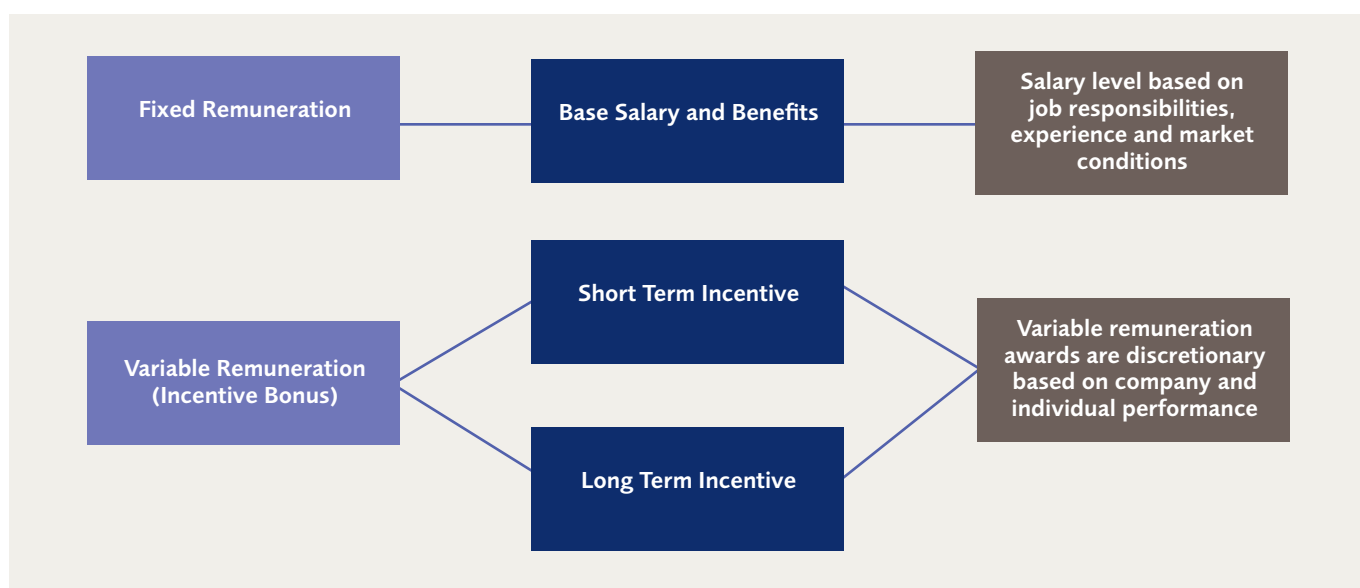 Fixed Remuneration
Base Salary and Benefits
Salary level based on
job responsibilities,
experience and market
conditions
Variable Remuneration
(Incentive Bonus)
Short Term Incentive
Long Term Incentive
Variable remuneration
awards are discretionary
based on company and
individual performance